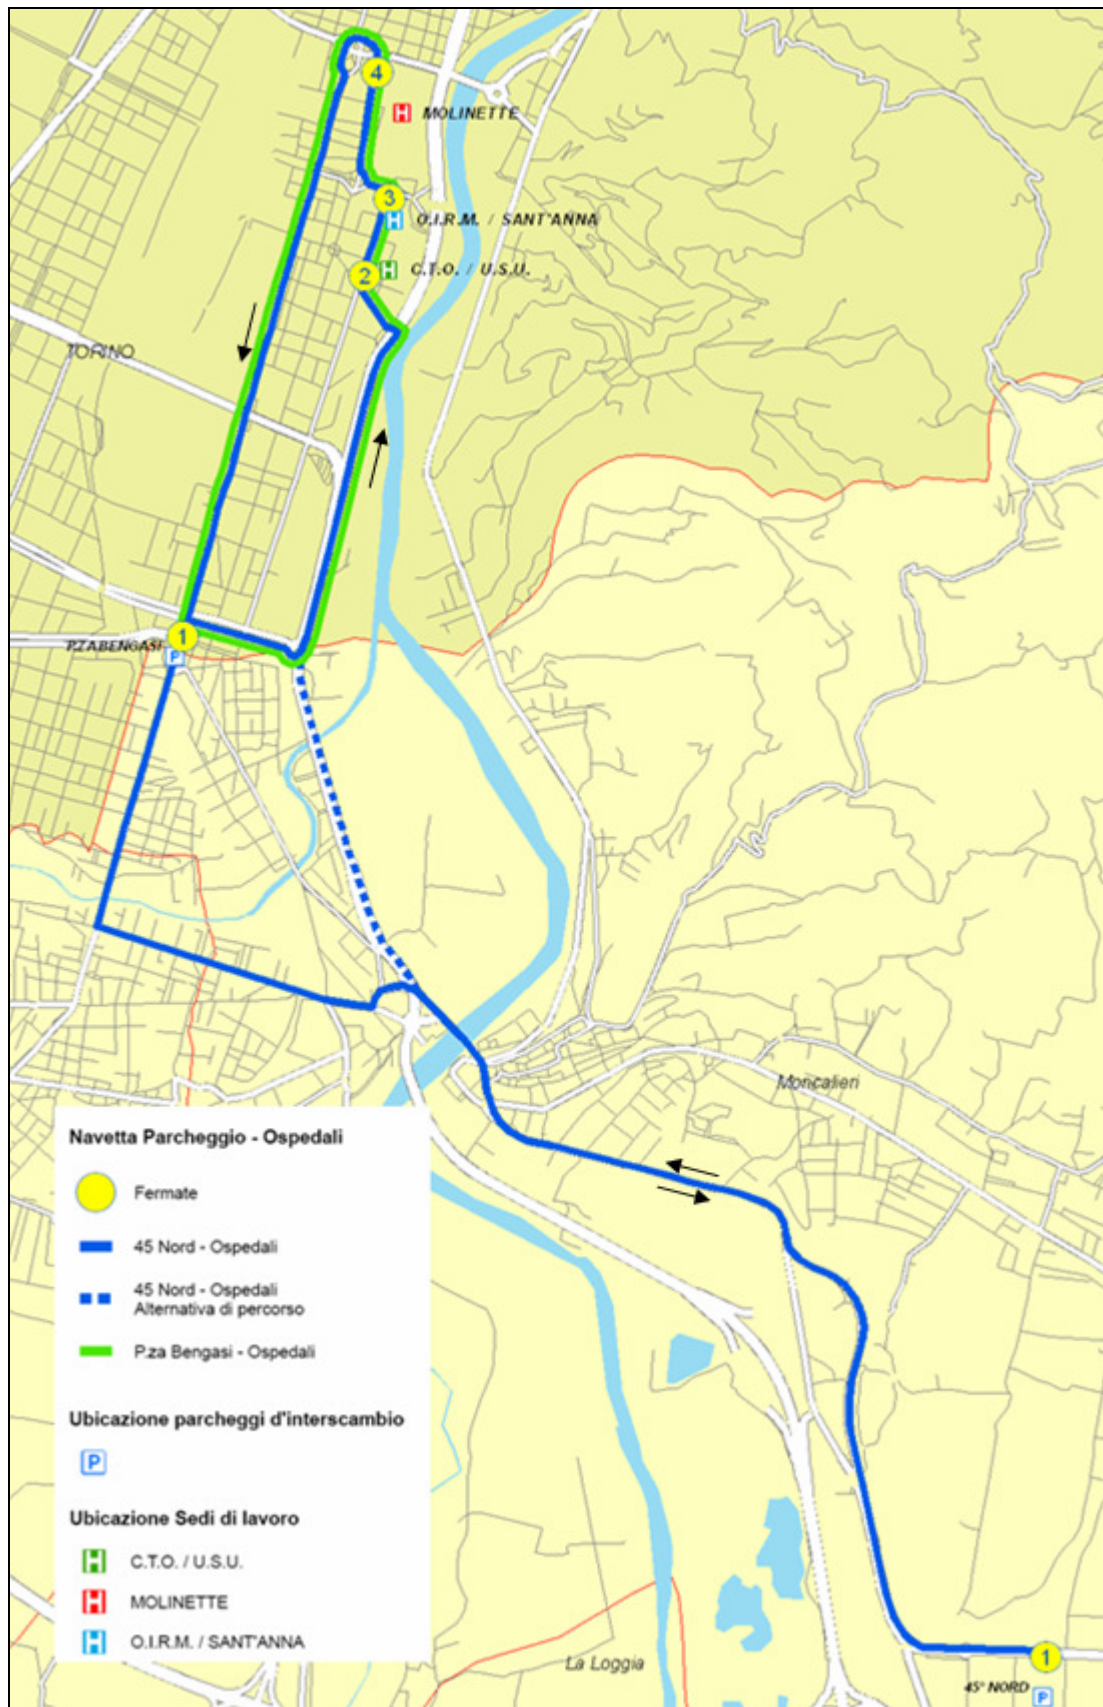 4
H MOLINETTE
3
H O.I.R.M. / SANT'ANNA
2 H C.T.O. / U.S.U.
TORINO
1
P.ZA BENGASI
P
Moncalieri
Navetta Parcheggio - Ospedali
Fermate
45 Nord - Ospedali
45 Nord - Ospedali
Alternativa di percorso
P.za Bengasi - Ospedali
Ubicazione parcheggi d'interscambio
P
Ubicazione Sedi di lavoro
H C.T.O. / U.S.U.
H MOLINETTE
H O.I.R.M. / SANT'ANNA
La Loggia
1
45° NORD
P